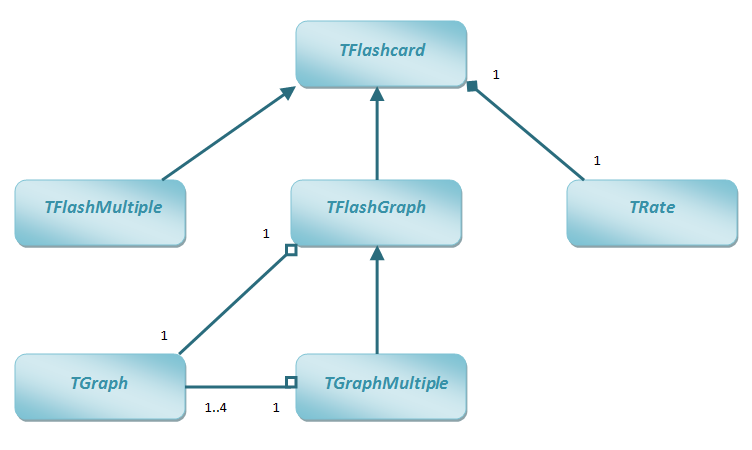 TFlashcard
1
1
TFlashMultiple
TFlashGraph
TRate
1
1
TGraph
TGraphMultiple
1..4
1